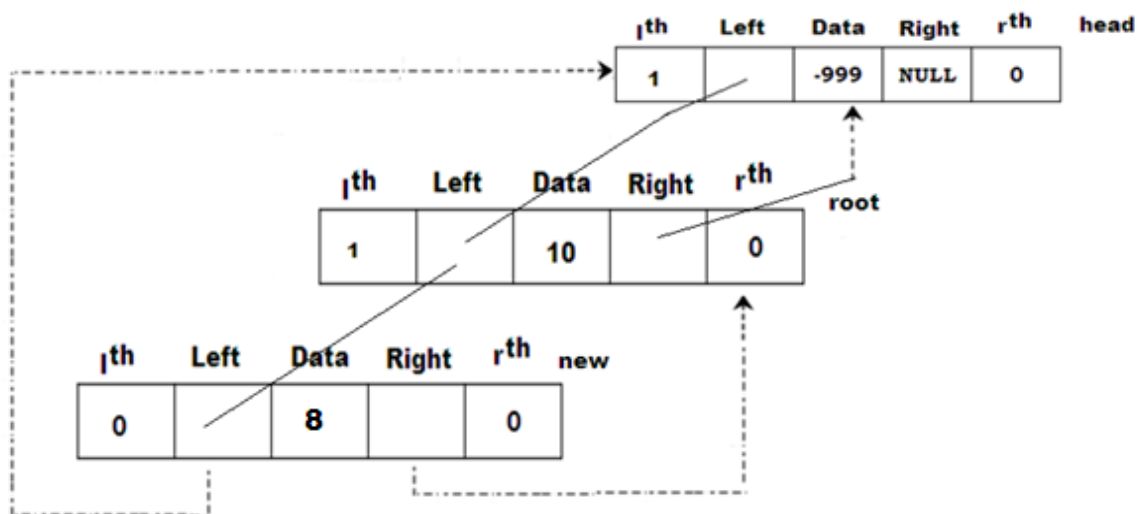 lth Left Data Right rth head
1 -999 NULL 0
lth Left Data Right rth
root
1 10 0
lth Left Data Right rth new
0 8 0